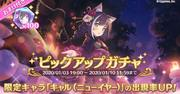 ピックアップガチャ
2020/01/03 19:00 ～ 2020/01/10 11:59まで
限定キャラ「キャル（ニューイヤー）」の出現率UP！